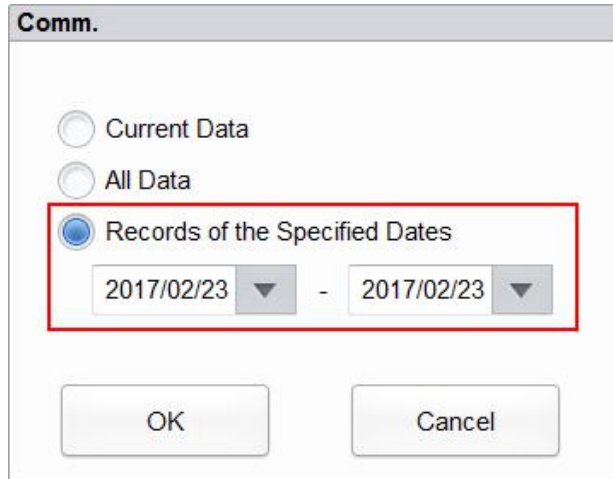 Comm.
Current Data
All Data
Records of the Specified Dates
2017/02/23 - 2017/02/23
OK Cancel